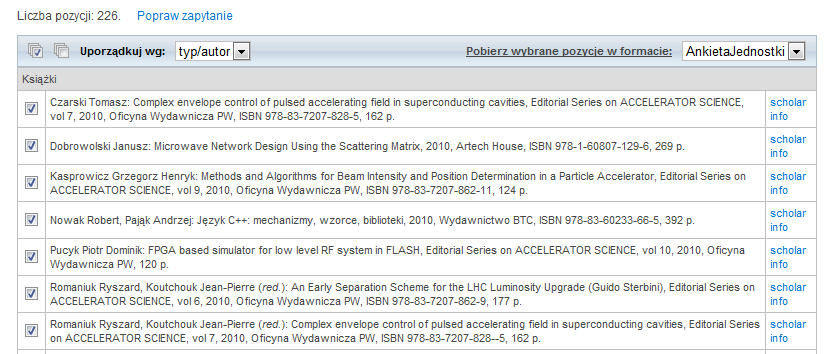 Liczba pozycji: 226. Popraw zapytanie
Uporządkuj wg: typ/autor Pobierz wybrane pozycje w formacie: AnkietaJednostki
Książki
Czarski Tomasz: Complex envelope control of pulsed accelerating field in superconducting cavities, Editorial Series on ACCELERATOR SCIENCE, scholar
vol 7, 2010, Oficyna Wydawnicza PW, ISBN 978-83-7207-828-5, 162 p. info
Dobrowolski Janusz: Microwave Network Design Using the Scattering Matrix, 2010, Artech House, ISBN 978-1-60807-129-6, 269 p. scholar
info
Kasprowicz Grzegorz Henryk: Methods and Algorithms for Beam Intensity and Position Determination in a Particle Accelerator, Editorial Series on scholar
ACCELERATOR SCIENCE, vol 9, 2010, Oficyna Wydawnicza PW, ISBN 978-83-7207-862-11, 124 p. info
Nowak Robert, Pająk Andrzej: Język C++: mechanizmy, wzorce, biblioteki, 2010, Wydawnictwo BTC, ISBN 978-83-60233-66-5, 392 p. scholar
info
Pucyk Piotr Dominik: FPGA based simulator for low level RF system in FLASH, Editorial Series on ACCELERATOR SCIENCE, vol 10, 2010, Oficyna scholar
Wydawnicza PW, 120 p. info
Romaniuk Ryszard, Koutchouk Jean-Pierre (red.): An Early Separation Scheme for the LHC Luminosity Upgrade (Guido Sterbini), Editorial Series on scholar
ACCELERATOR SCIENCE, vol 6, 2010, Oficyna Wydawnicza PW, ISBN 978-83-7207-862-9, 177 p. info
Romaniuk Ryszard, Koutchouk Jean-Pierre (red.): Complex envelope control of pulsed accelerating field in superconducting cavities, Editorial Series scholar
on ACCELERATOR SCIENCE, vol 7, 2010, Oficyna Wydawnicza PW, ISBN 978-83-7207-828--5, 162 p. info